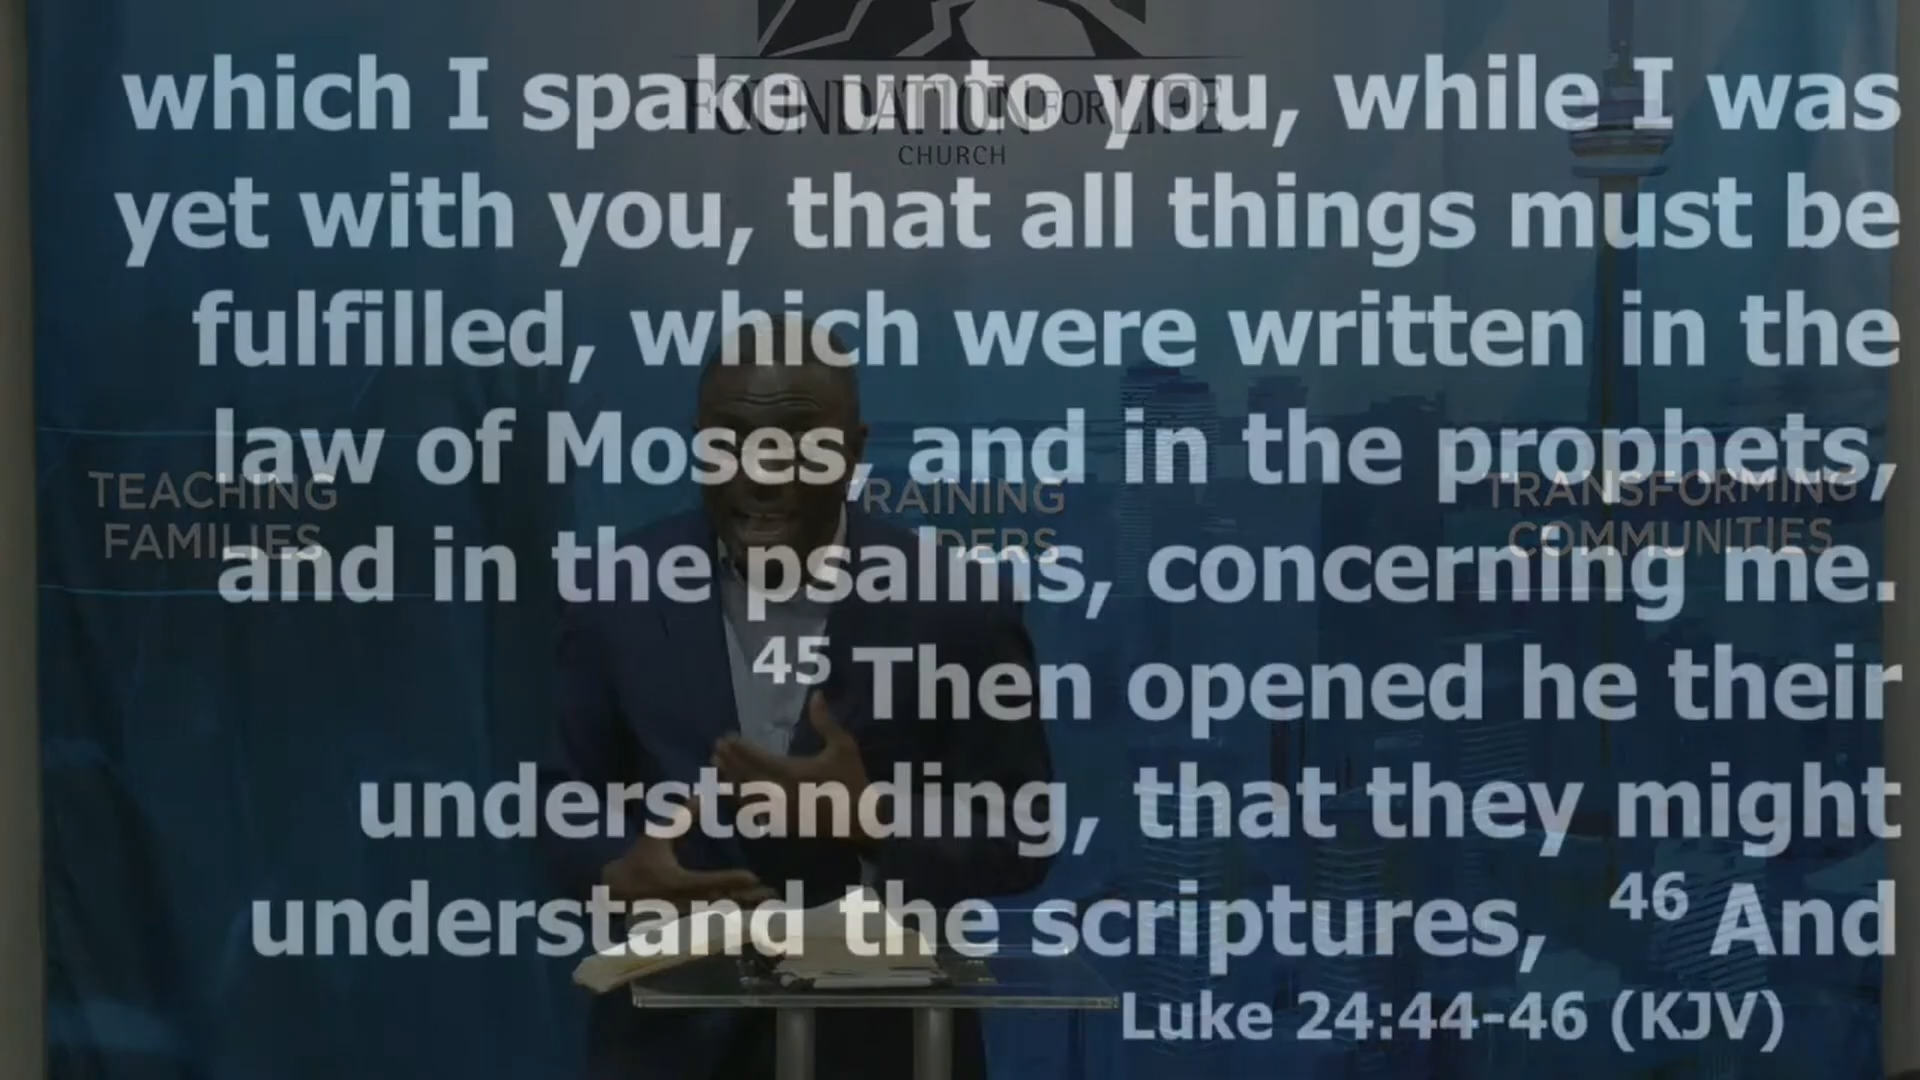 which I spake unto you, while I was
yet with you, that all things must be
fulfilled, which were written in the
law of Moses, and in the prophets,
and in the psalms, concerning me.
45 Then opened he their
understanding, that they might
understand the scriptures, 46 And
Luke 24:44-46 (KJV)
FOUNDATION FOR LIFE
CHURCH
TEACHING
FAMILIES
TRANSFORMING
COMMUNITIES